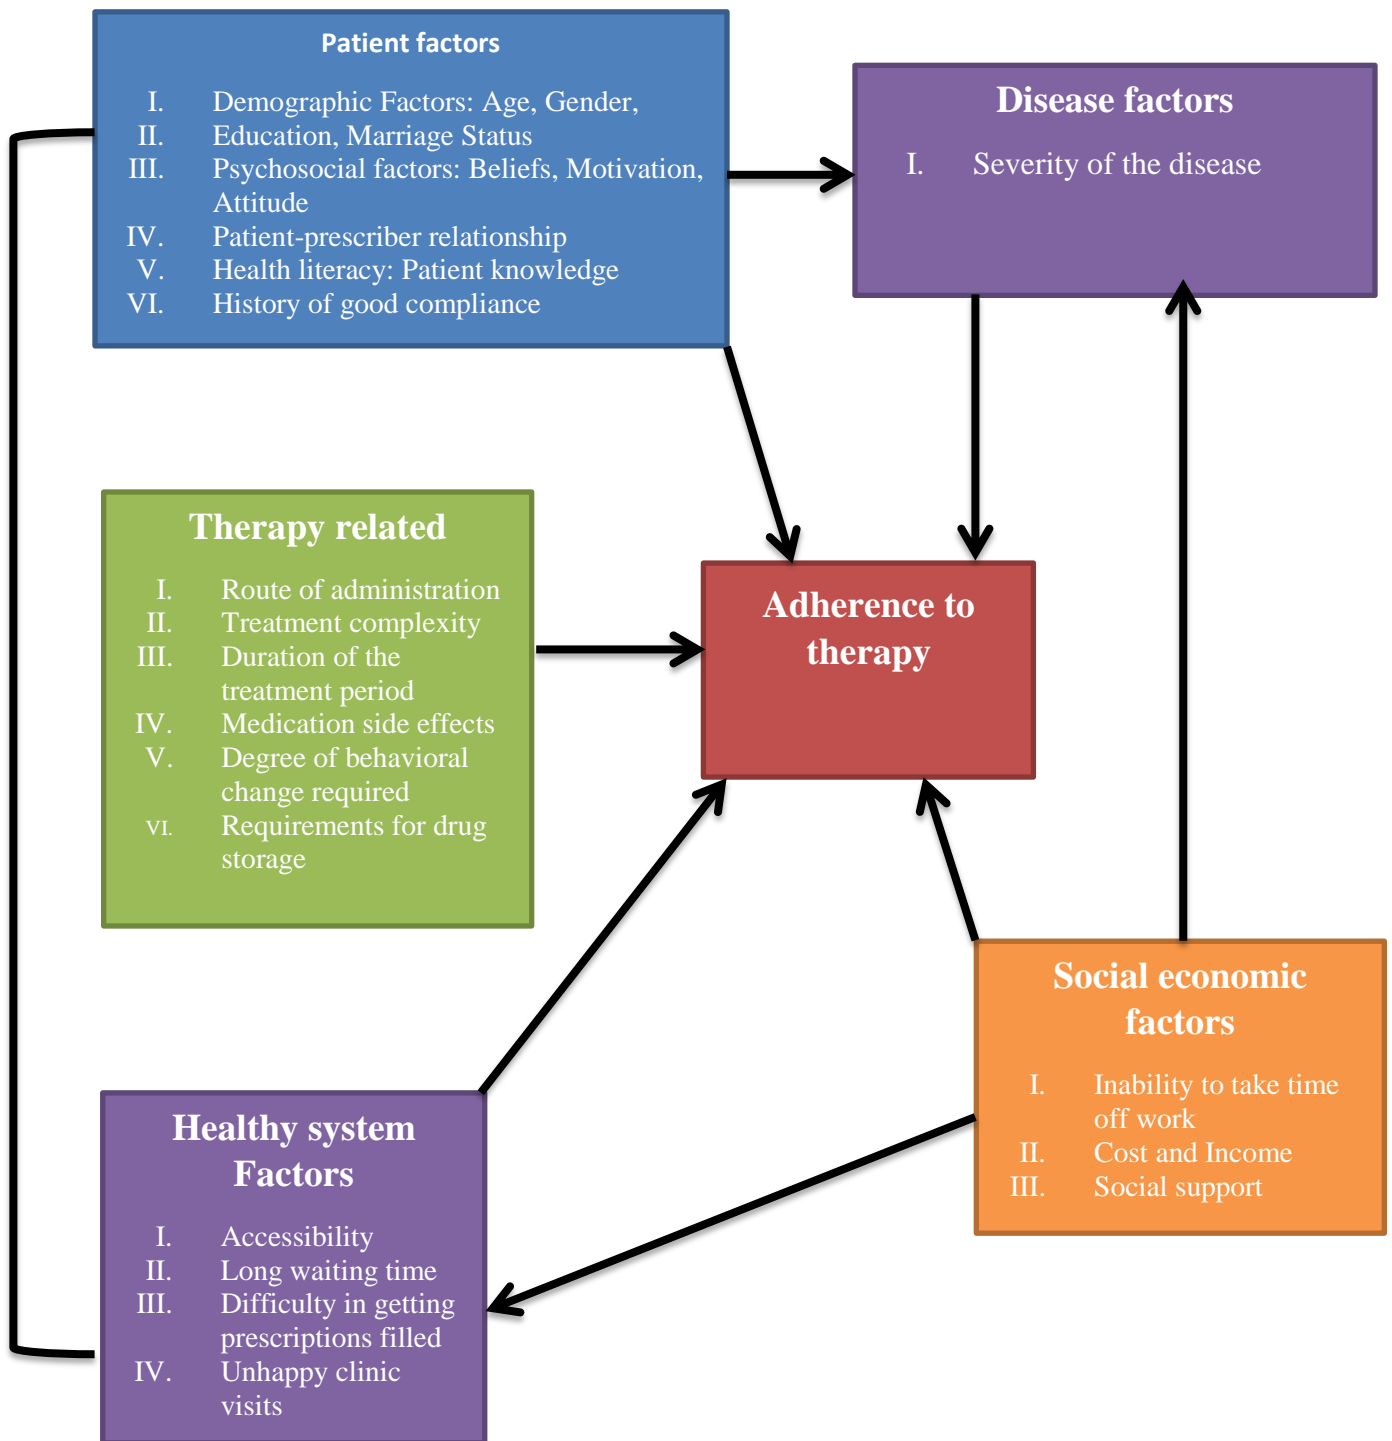 Patient factors
I. Demographic Factors: Age, Gender,
II. Education, Marriage Status
III. Psychosocial factors: Beliefs, Motivation,
Attitude
IV. Patient-prescriber relationship
V. Health literacy: Patient knowledge
VI. History of good compliance
Disease factors
I. Severity of the disease
Therapy related
I. Route of administration
II. Treatment complexity
III. Duration of the
treatment period
IV. Medication side effects
V. Degree of behavioral
change required
VI. Requirements for drug
storage
Adherence to
therapy
Social economic
factors
I. Inability to take time
off work
II. Cost and Income
III. Social support
Healthy system
Factors
I. Accessibility
II. Long waiting time
III. Difficulty in getting
prescriptions filled
IV. Unhappy clinic
visits